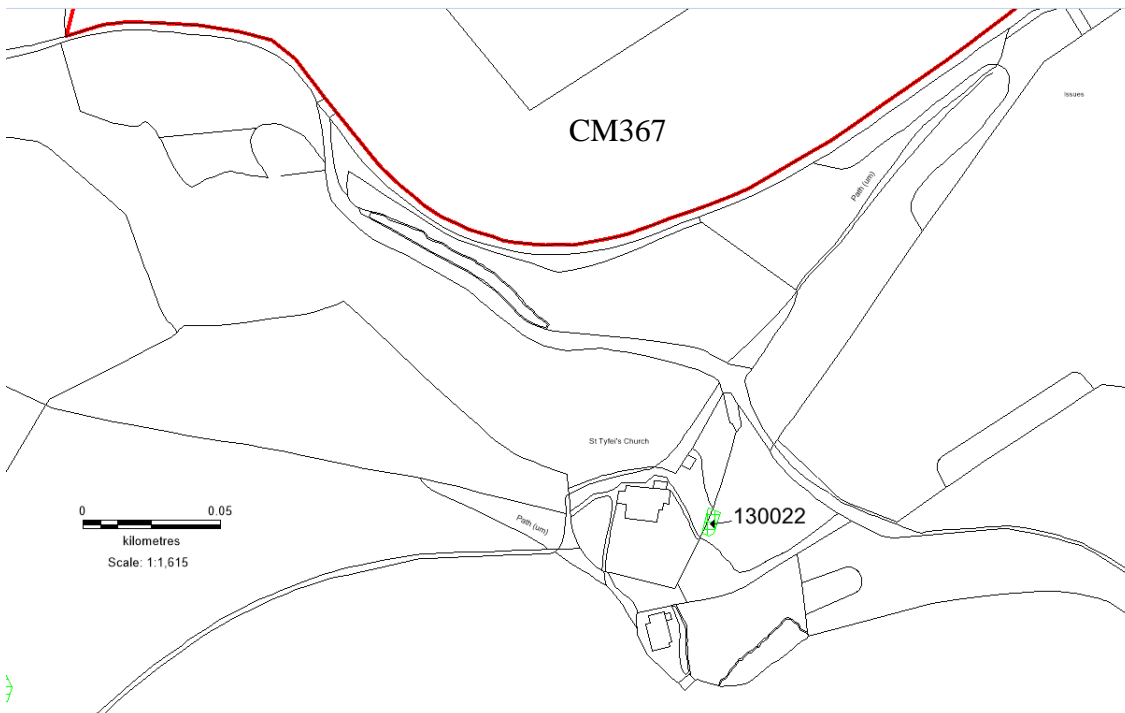 Issues
CM367
Path (um)
St Tyfei's Church
0 0.05
kilometres
Scale: 1:1,615
Path (um)
130022